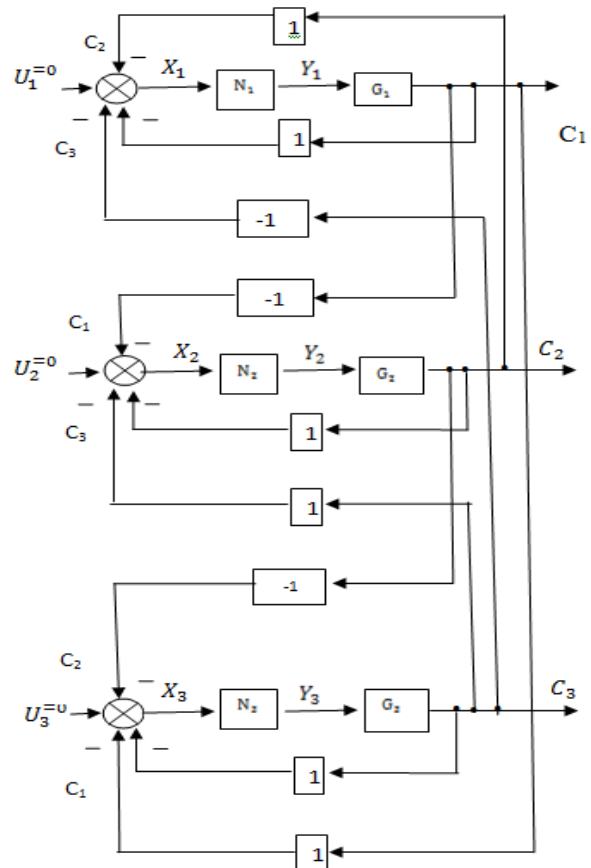 1
C₂ −
U₁=0 X₁ N₁ Y₁ G₁
− −
C₃ 1 C₁
-1
-1
C₁ −
U₂=0 X₂ N₂ Y₂ G₂ C₂
− −
C₃ 1
1
-1
C₂ −
U₃=0 X₃ N₂ Y₃ G₂ C₃
− −
C₁ 1
1